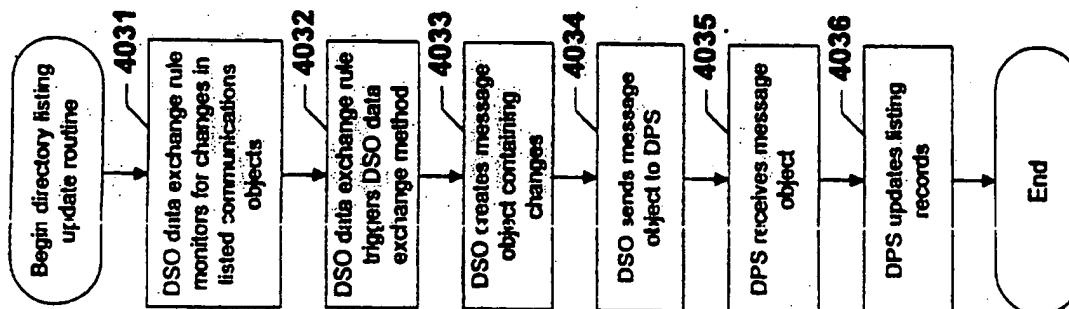 Begin directory listing
update routine
4031
DSO data exchange rule
monitors for changes in
listed communications
objects
4032
DSO data exchange rule
triggers DSO data
exchange method
4033
DSO creates message
object containing
changes
4034
DSO sends message
object to DPS
4035
DPS receives message
object
4036
DPS updates listing
records
End